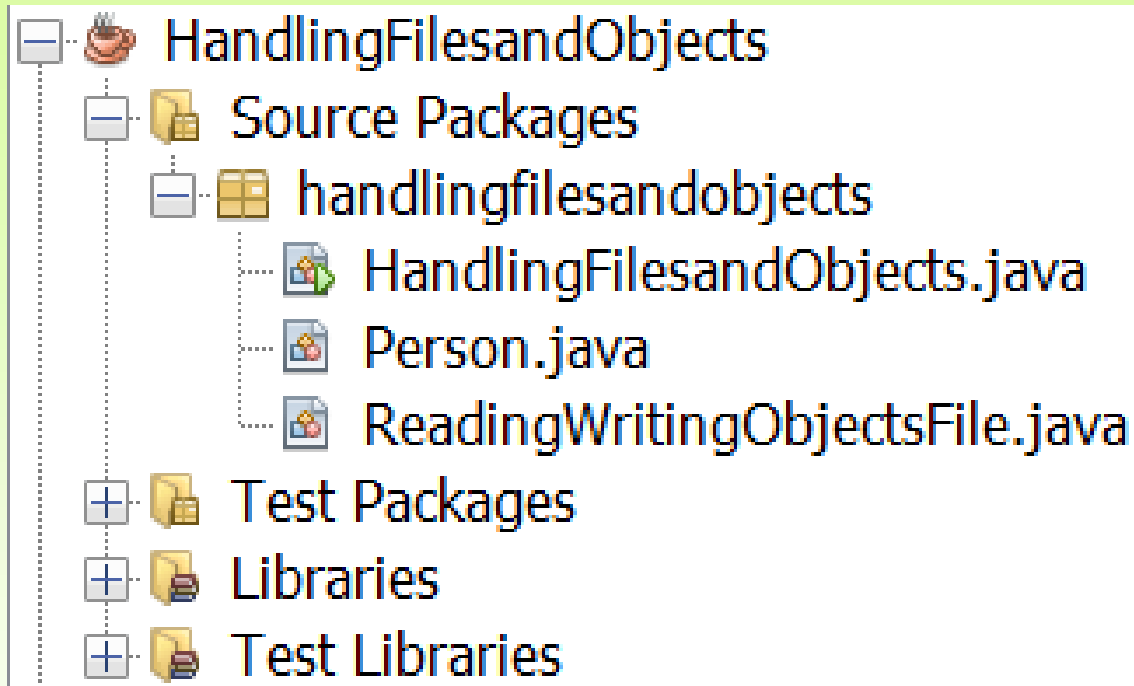 HandlingFilesandObjects
Source Packages
handlingfilesandobjects
HandlingFilesandObjects.java
Person.java
ReadingWritingObjectsFile.java
Test Packages
Libraries
Test Libraries